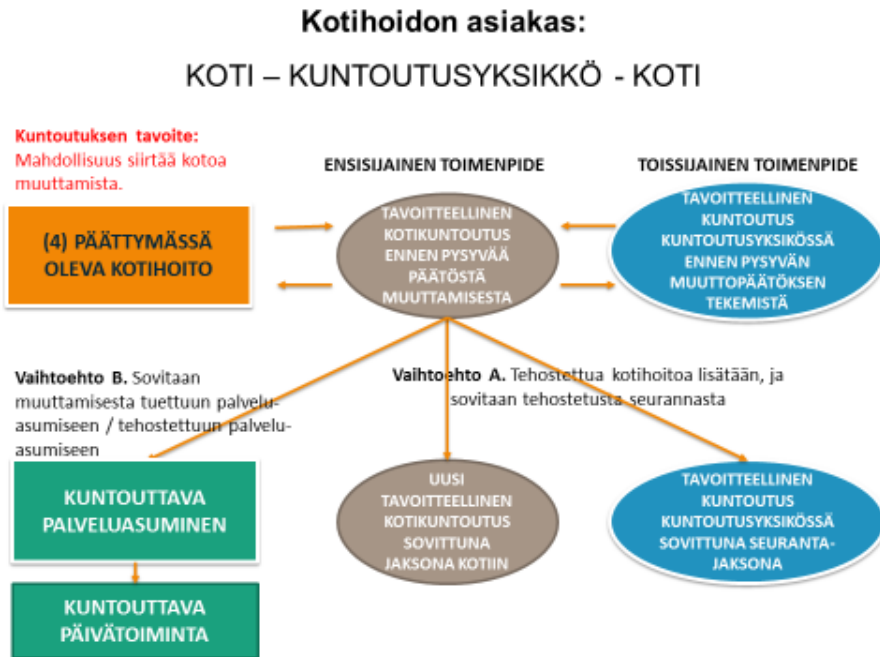 Kotihoidon asiakas:
KOTI – KUNTOUTUSYKSIKKÖ - KOTI
Kuntoutuksen tavoite:
Mahdollisuus siirtää kotoa
muuttamista.
ENSISIJAINEN TOIMENPIDE
TOISSIJAINEN TOIMENPIDE
(4) PÄÄTTYMÄSSÄ
OLEVA KOTIHOITO
TAVOITTEELLINEN
KOTIKUNTOUTUS
ENNEN PYSYVÄÄ
PÄÄTÖSTÄ
MUUTTAMISESTA
TAVOITTEELLINEN
KUNTOUTUS
KUNTOUTUSYKSIKÖSSÄ
ENNEN PYSYVÄN
MUUTTOPÄÄTÖKSEN
TEKEMISTÄ
Vaihtoehto B. Sovitaan
muuttamisesta tuettuun palvelu-
asumiseen / tehostettuun palvelu-
asumiseen
Vaihtoehto A. Tehostettua kotihoitoa lisätään, ja
sovitaan tehostetusta seurannasta
KUNTOUTTAVA
PALVELUASUMINEN
UUSI
TAVOITTEELLINEN
KOTIKUNTOUTUS
SOVITTUNA
JAKSONA KOTIIN
TAVOITTEELLINEN
KUNTOUTUS
KUNTOUTUSYKSIKÖSSÄ
SOVITTUNA SEURANTA-
JAKSONA
KUNTOUTTAVA
PÄIVÄTOIMINTA